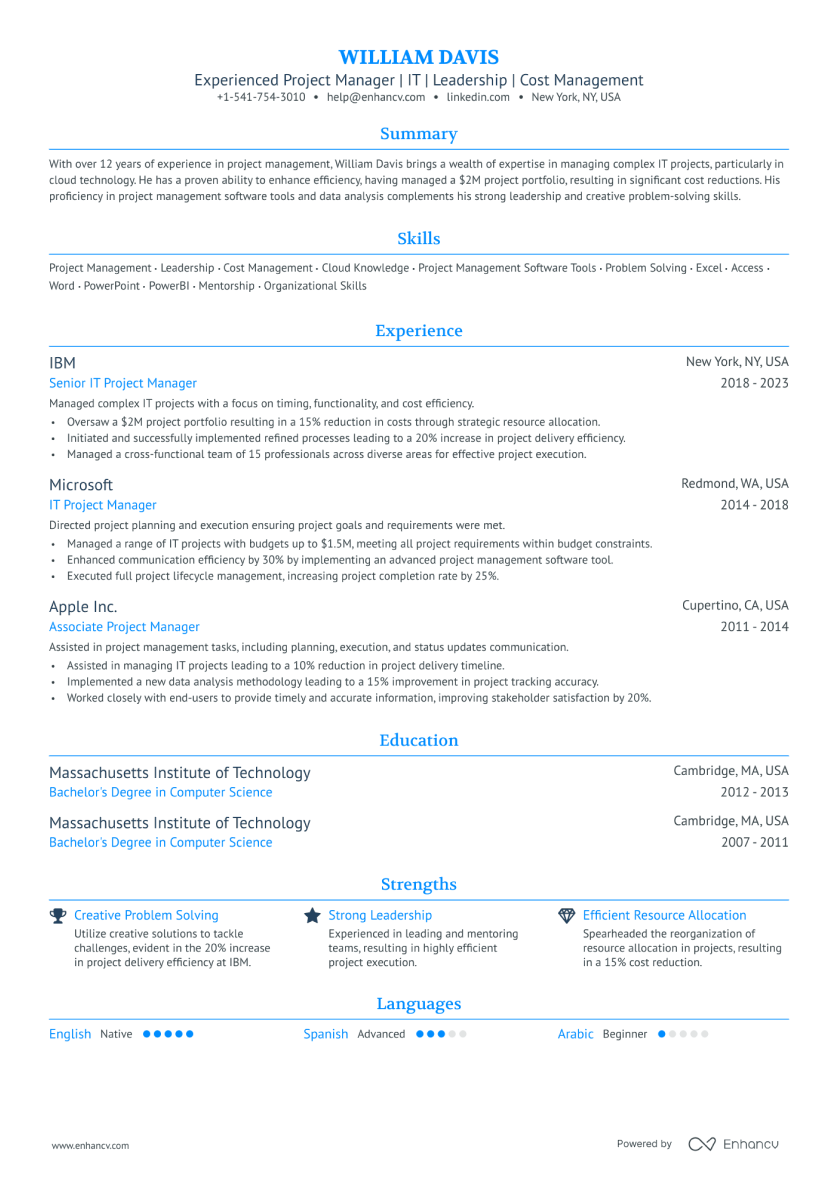 WILLIAM DAVIS
Experienced Project Manager | IT | Leadership | Cost Management
+1-541-754-3010 • help@enhancv.com • linkedin.com • New York, NY, USA
Summary
With over 12 years of experience in project management, William Davis brings a wealth of expertise in managing complex IT projects, particularly in
cloud technology. He has a proven ability to enhance efficiency, having managed a $2M project portfolio, resulting in significant cost reductions. His
proficiency in project management software tools and data analysis complements his strong leadership and creative problem-solving skills.
Skills
Project Management · Leadership · Cost Management · Cloud Knowledge · Project Management Software Tools · Problem Solving · Excel · Access ·
Word · PowerPoint · PowerBI · Mentorship · Organizational Skills
Experience
IBM New York, NY, USA
Senior IT Project Manager 2018 - 2023
Managed complex IT projects with a focus on timing, functionality, and cost efficiency.
• Oversaw a $2M project portfolio resulting in a 15% reduction in costs through strategic resource allocation.
• Initiated and successfully implemented refined processes leading to a 20% increase in project delivery efficiency.
• Managed a cross-functional team of 15 professionals across diverse areas for effective project execution.
Microsoft Redmond, WA, USA
IT Project Manager 2014 - 2018
Directed project planning and execution ensuring project goals and requirements were met.
• Managed a range of IT projects with budgets up to $1.5M, meeting all project requirements within budget constraints.
• Enhanced communication efficiency by 30% by implementing an advanced project management software tool.
• Executed full project lifecycle management, increasing project completion rate by 25%.
Apple Inc. Cupertino, CA, USA
Associate Project Manager 2011 - 2014
Assisted in project management tasks, including planning, execution, and status updates communication.
• Assisted in managing IT projects leading to a 10% reduction in project delivery timeline.
• Implemented a new data analysis methodology leading to a 15% improvement in project tracking accuracy.
• Worked closely with end-users to provide timely and accurate information, improving stakeholder satisfaction by 20%.
Education
Massachusetts Institute of Technology Cambridge, MA, USA
Bachelor's Degree in Computer Science 2012 - 2013
Massachusetts Institute of Technology Cambridge, MA, USA
Bachelor's Degree in Computer Science 2007 - 2011
Strengths
Creative Problem Solving
Utilize creative solutions to tackle
challenges, evident in the 20% increase
in project delivery efficiency at IBM.
Strong Leadership
Experienced in leading and mentoring
teams, resulting in highly efficient
project execution.
Efficient Resource Allocation
Spearheaded the reorganization of
resource allocation in projects, resulting
in a 15% cost reduction.
Languages
English Native
Spanish Advanced
Arabic Beginner
www.enhancv.com
Powered by Enhancv